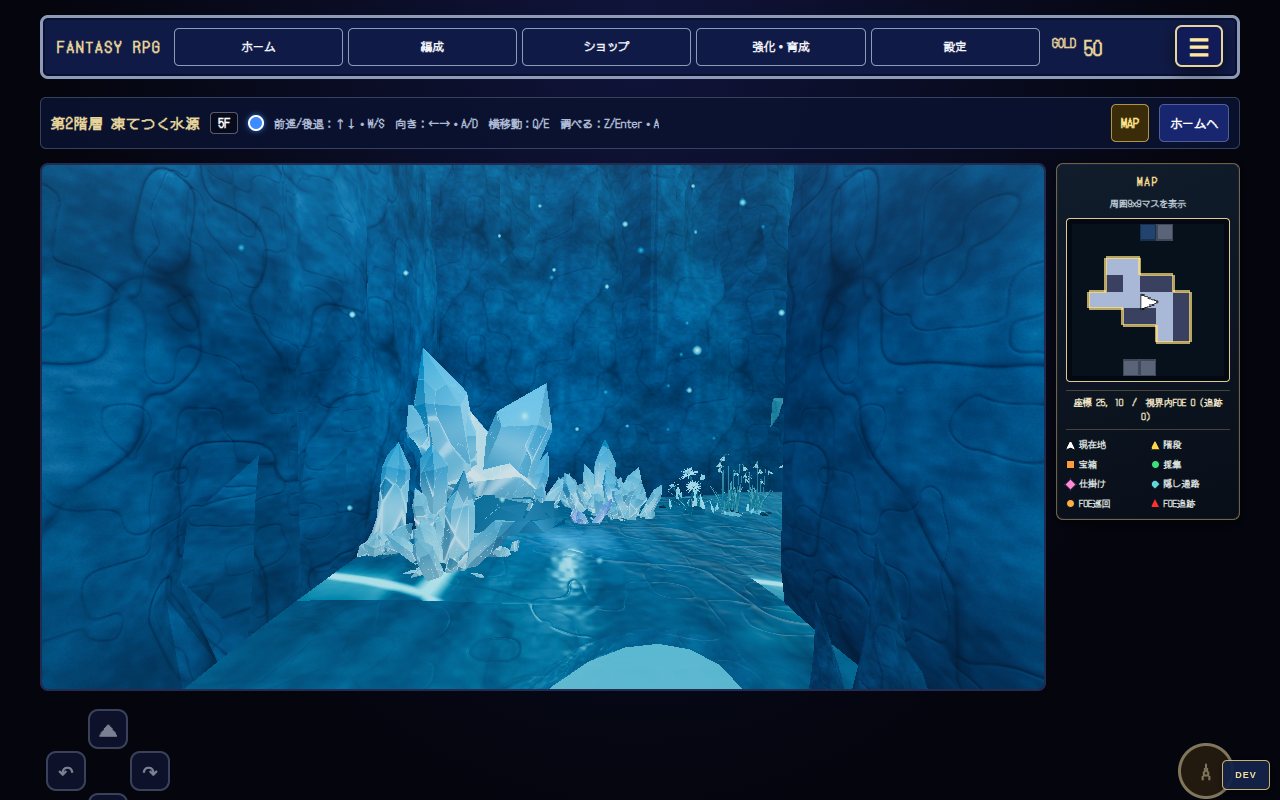 FANTASY RPG ホーム 編成 ショップ 強化・育成 設定 GOLD 50
第2階層 凍てつく水源 5F 前進/後退：↑↓・W/S 向き：←→・A/D 横移動：Q/E 調べる：Z/Enter・A MAP ホームへ
MAP
周囲9x9マスを表示
座標 25, 10 / 視界内FOE 0（追跡
0）
現在地 階段
宝箱 採集
仕掛け 隠し通路
FOE巡回 FOE追跡
A DEV